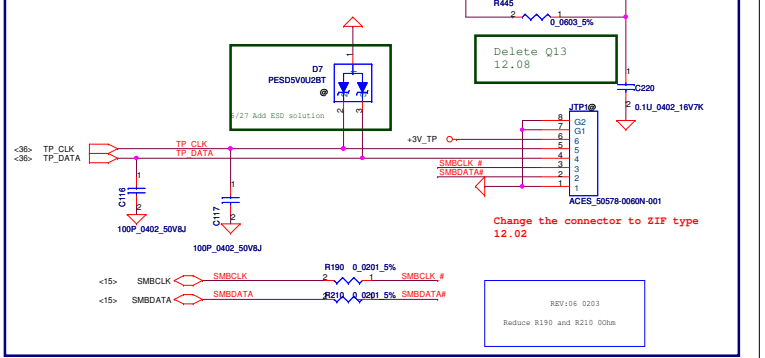 R445
2 1
0_0603_5%
Delete Q13
12.08
1
D7
PESD5V0U2BT
@
2 3
5/27 Add ESD solution
1
C220
2
0.1U_0402_16V7K
JTP1@
8 G2
7 G1
+3V_TP 6 6
5 5
4 4
SMBCLK_# 3 3
SMBDATA# 2 2
1 1
ACES_50578-0060N-001
<36> TP_CLK TP_CLK
<36> TP_DATA TP_DATA
1
C116
2
100P_0402_50V8J
1
C117
2
100P_0402_50V8J
Change the connector to ZIF type
12.02
R190 0_0201_5%
<15> SMBCLK SMBCLK 2 1 SMBCLK_#
R210 0_0201_5%
<15> SMBDATA SMBDATA 2 1 SMBDATA#
REV:06 0203
Reduce R190 and R210 0Ohm